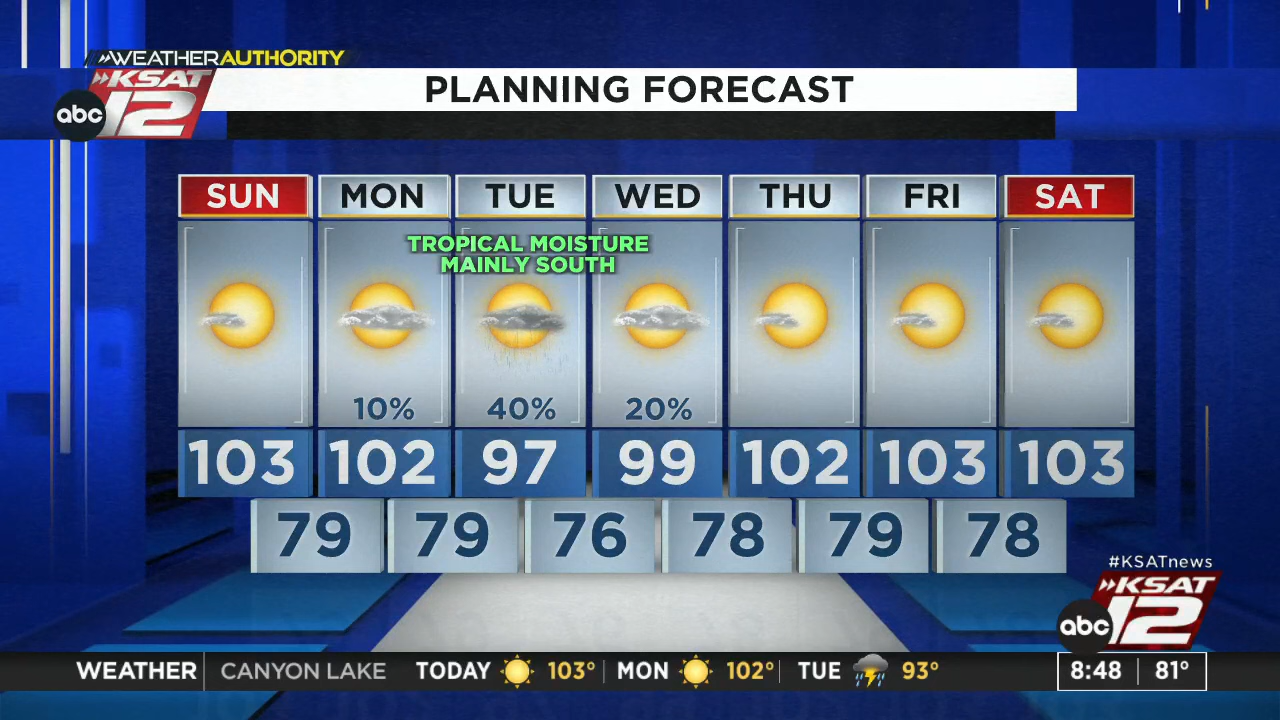 WEATHERAUTHORITY
KSAT
abc 12
PLANNING FORECAST
SUN MON TUE WED THU FRI SAT
TROPICAL MOISTURE
MAINLY SOUTH
10% 40% 20%
103 102 97 99 102 103 103
79 79 76 78 79 78
#KSATnews
KSAT
abc 12
WEATHER CANYON LAKE TODAY 103° MON 102° TUE 93° 8:48 81°